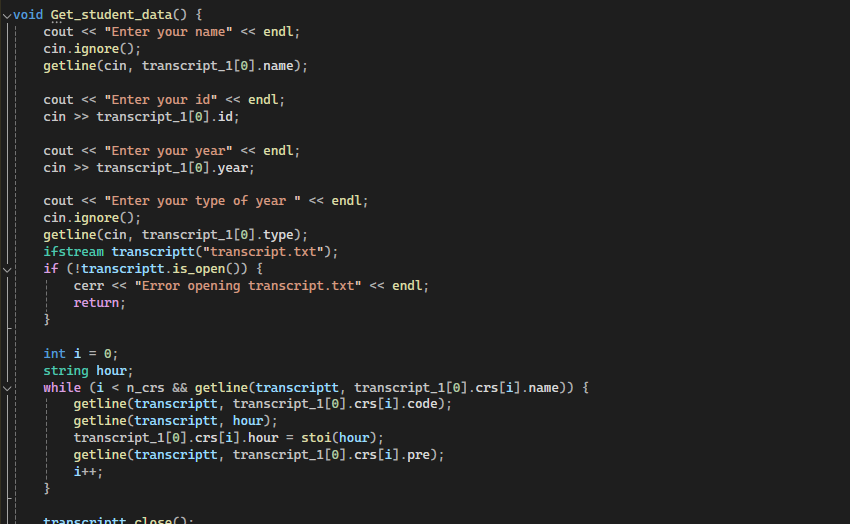 void Get_student_data() {
cout << "Enter your name" << endl;
cin.ignore();
getline(cin, transcript_1[0].name);
cout << "Enter your id" << endl;
cin >> transcript_1[0].id;
cout << "Enter your year" << endl;
cin >> transcript_1[0].year;
cout << "Enter your type of year " << endl;
cin.ignore();
getline(cin, transcript_1[0].type);
ifstream transcriptt("transcript.txt");
if (!transcriptt.is_open()) {
cerr << "Error opening transcript.txt" << endl;
return;
}
int i = 0;
string hour;
while (i < n_crs && getline(transcriptt, transcript_1[0].crs[i].name)) {
getline(transcriptt, transcript_1[0].crs[i].code);
getline(transcriptt, hour);
transcript_1[0].crs[i].hour = stoi(hour);
getline(transcriptt, transcript_1[0].crs[i].pre);
i++;
}
transcriptt.close();